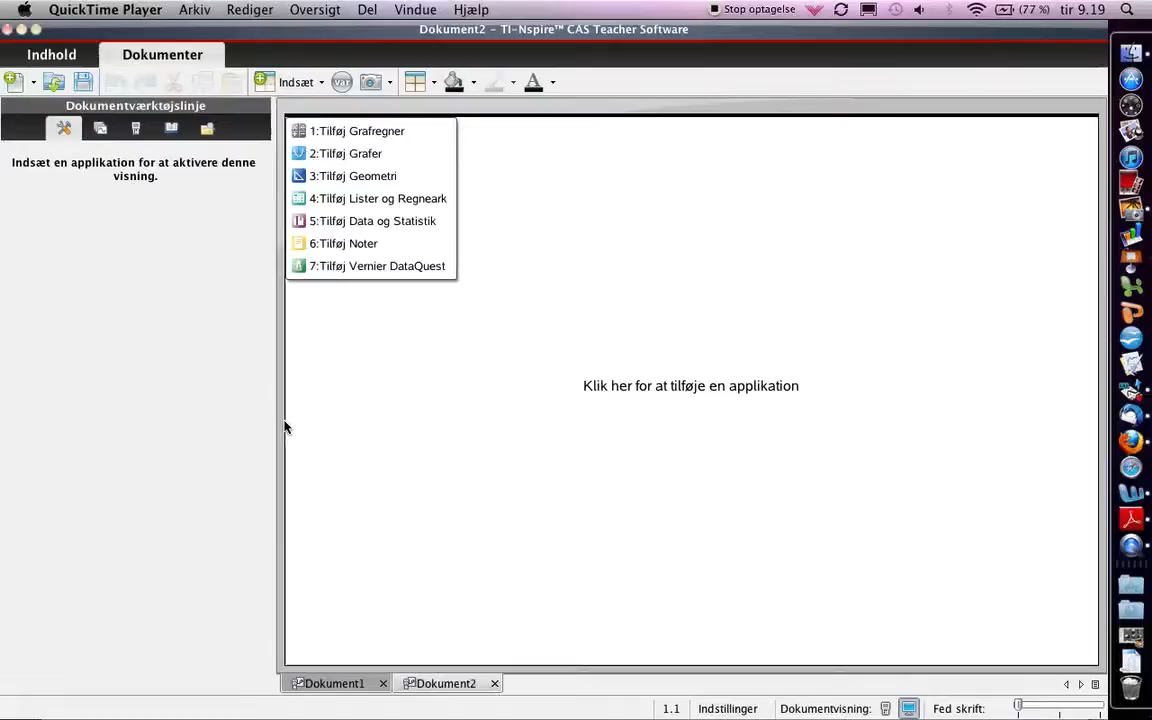 QuickTime Player Arkiv Rediger Oversigt Del Vindue Hjælp Stop optagelse (77 %) tir 9.19
Dokument2 - TI-Nspire™ CAS Teacher Software
Indhold Dokumenter
Indsæt var A
Dokumentværktøjslinje
Indsæt en applikation for at aktivere denne
visning.
1:Tilføj Grafregner
2:Tilføj Grafer
3:Tilføj Geometri
4:Tilføj Lister og Regneark
5:Tilføj Data og Statistik
6:Tilføj Noter
7:Tilføj Vernier DataQuest
Klik her for at tilføje en applikation
Dokument1 Dokument2
1.1 Indstillinger Dokumentvisning: Fed skrift: